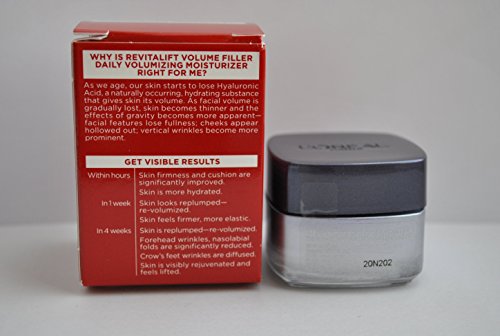 WHY IS REVITALIFT VOLUME FILLER
DAILY VOLUMIZING MOISTURIZER
RIGHT FOR ME?
As we age, our skin starts to lose Hyaluronic
Acid, a naturally occurring, hydrating substance
that gives skin its volume. As facial volume is
gradually lost, skin becomes thinner and the
effects of gravity becomes more apparent—
facial features lose fullness; cheeks appear
hollowed out; vertical wrinkles become more
prominent.
GET VISIBLE RESULTS
Within hours
Skin firmness and cushion are
significantly improved.
Skin is more hydrated.
In 1 week
Skin looks replumped—
re-volumized.
Skin feels firmer, more elastic.
In 4 weeks
Skin is replumped—re-volumized.
Forehead wrinkles, nasolabial
folds are significantly reduced.
Crow's feet wrinkles are diffused.
Skin is visibly rejuvenated and
feels lifted.
L'ORÉAL
20N202